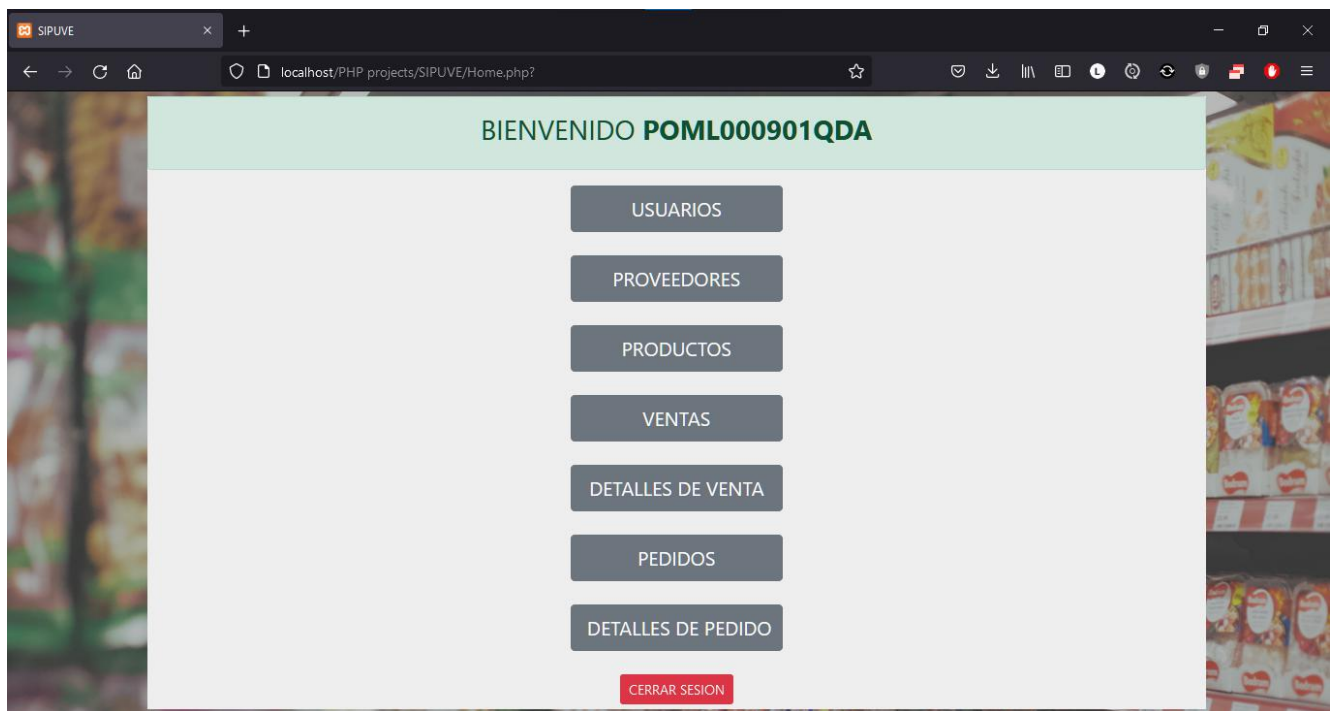 SIPUVE
localhost/PHP projects/SIPUVE/Home.php?
BIENVENIDO POML000901QDA
USUARIOS
PROVEEDORES
PRODUCTOS
VENTAS
DETALLES DE VENTA
PEDIDOS
DETALLES DE PEDIDO
CERRAR SESION